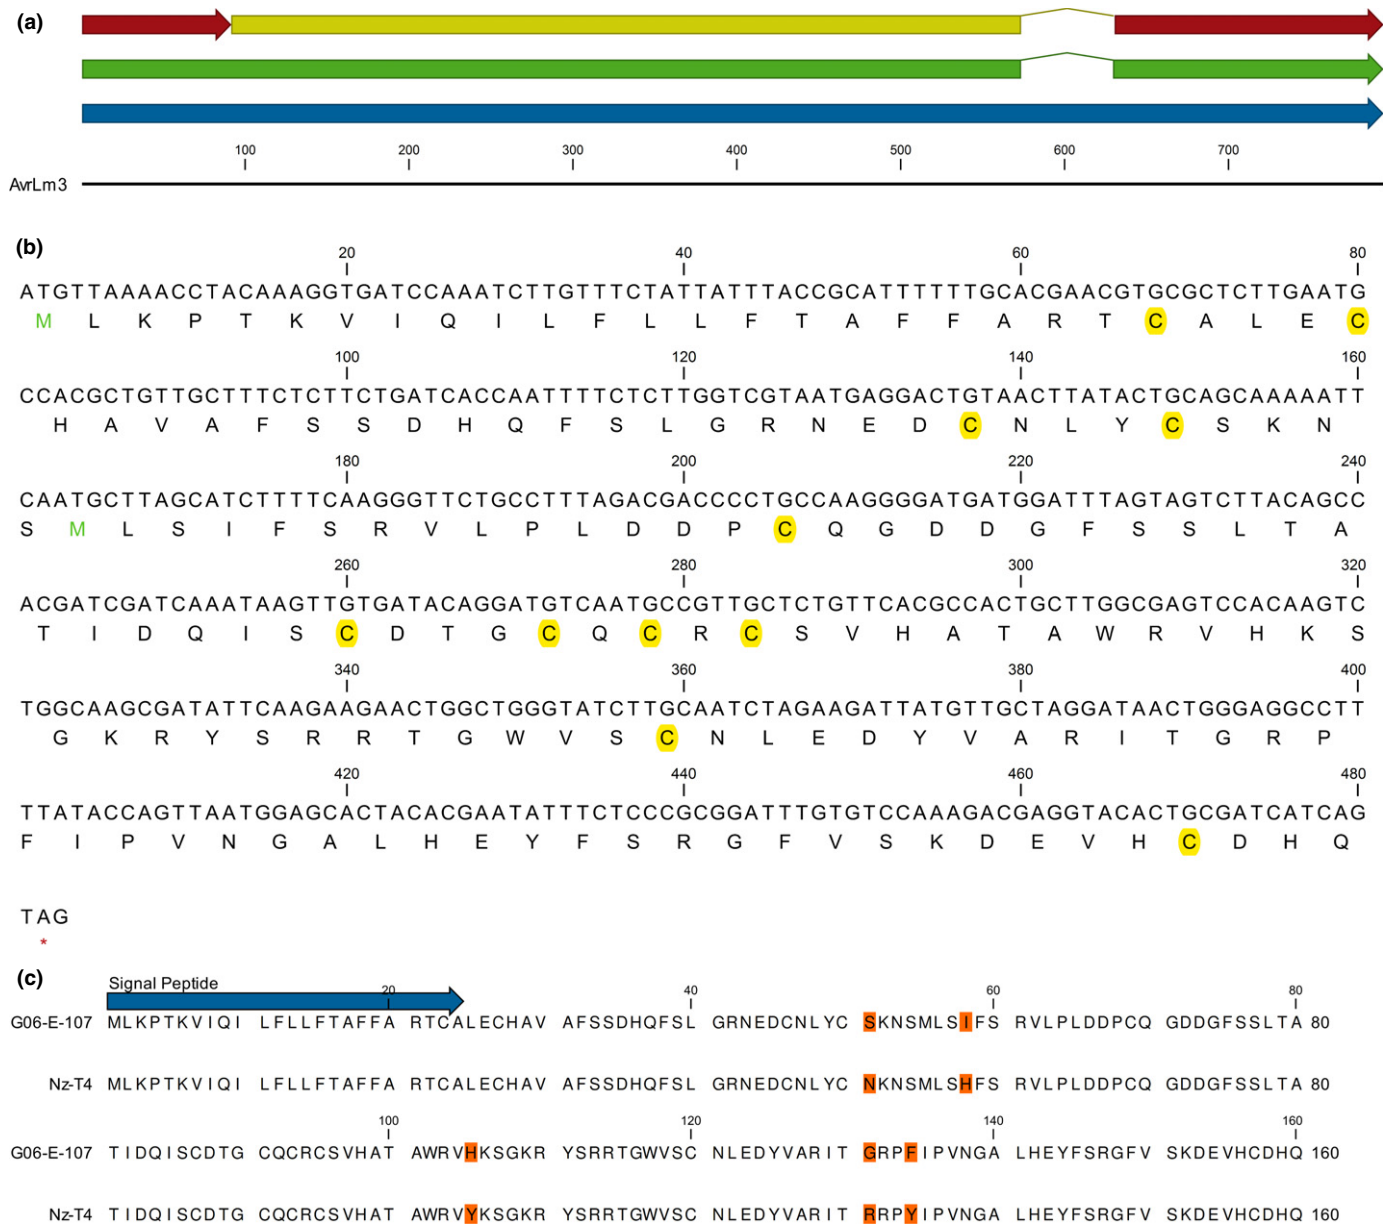 (a)
100 200 300 400 500 600 700
AvrLm3
(b)
20 40 60 80
ATGTTAAAACCTACAAAGGTGATCCAAATCTTGTTTCTATTATTTACCGCATTTTTTGCACGAACGTGCGCTCTTGAATG
M L K P T K V I Q I L F L L F T A F F A R T C A L E C
100 120 140 160
CCACGCTGTTGCTTTCTCTTCTGATCACCAATTTTCTCTTGGTCGTAATGAGGACTGTAACTTATACTGCAGCAAAAATT
H A V A F S S D H Q F S L G R N E D C N L Y C S K N
180 200 220 240
CAATGCTTAGCATCTTTTCAAGGGTTCTGCCTTTAGACGACCCCTGCCAAGGGGATGATGGATTTAGTAGTCTTACAGCC
S M L S I F S R V L P L D D P C Q G D D G F S S L T A
260 280 300 320
ACGATCGATCAAATAAGTTGTGATACAGGATGTCAATGCCGTTGCTCTGTTCACGCCACTGCTTGGCGAGTCCACAAGTC
T I D Q I S C D T G C Q C R C S V H A T A W R V H K S
340 360 380 400
TGGCAAGCGATATTCAAGAAGAACTGGCTGGGTATCTTGCAATCTAGAAGATTATGTTGCTAGGATAACTGGGAGGCCTT
G K R Y S R R T G W V S C N L E D Y V A R I T G R P
420 440 460 480
TTATACCAGTTAATGGAGCACTACACGAATATTTCTCCCGCGGATTTGTGTCCAAAGACGAGGTACACTGCGATCATCAG
F I P V N G A L H E Y F S R G F V S K D E V H C D H Q
TAG
*
(c)
Signal Peptide
20 40 60 80
G06-E-107 MLKPTKVIQI LFLLFTAFFA RTCALECHAV AFSSDHQFSL GRNEDCNLYC SKNSMLSIFS RVLPLDDPCQ GDDGFSSLTA 80
Nz-T4 MLKPTKVIQI LFLLFTAFFA RTCALECHAV AFSSDHQFSL GRNEDCNLYC NKNSMLSHFS RVLPLDDPCQ GDDGFSSLTA 80
100 120 140 160
G06-E-107 TIDQISCDTG CQCRCSVHAT AWRVHKSGKR YSRRTGWVSC NLEDYVARIT GRPFIPVNGA LHEYFSRGFV SKDEVHCDHQ 160
Nz-T4 TIDQISCDTG CQCRCSVHAT AWRVYKSGKR YSRRTGWVSC NLEDYVARIT RRPYIPVNGA LHEYFSRGFV SKDEVHCDHQ 160